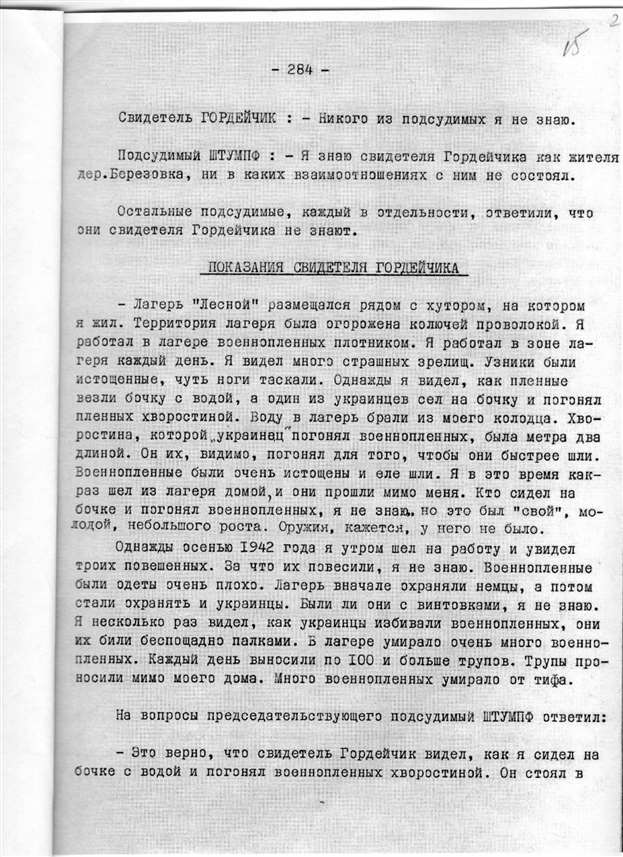 2
15
- 284 -
Свидетель ГОРДЕЙЧИК : - Никого из подсудимых я не знаю.
Подсудимый ШТУМПФ : - Я знаю свидетеля Гордейчика как жителя
дер.Березовка, ни в каких взаимоотношениях с ним не состоял.
Остальные подсудимые, каждый в отдельности, ответили, что
они свидетеля Гордейчика не знают.
ПОКАЗАНИЯ СВИДЕТЕЛЯ ГОРДЕЙЧИКА
- Лагерь "Лесной" размещался рядом с хутором, на котором
я жил. Территория лагеря была огорожена колючей проволокой. Я
работал в лагере военнопленных плотником. Я работал в зоне ла-
геря каждый день. Я видел много страшных зрелищ. Узники были
истощенные, чуть ноги таскали. Однажды я видел, как пленные
везли бочку с водой, а один из украинцев сел на бочку и погонял
пленных хворостиной. Воду в лагерь брали из моего колодца. Хво-
ростина, которой „украинец" погонял военнопленных, была метра два
длиной. Он их, видимо, погонял для того, чтобы они быстрее шли.
Военнопленные были очень истощены и еле шли. Я в это время как-
раз шел из лагеря домой, и они прошли мимо меня. Кто сидел на
бочке и погонял военнопленных, я не знаю, но это был "свой", мо-
лодой, небольшого роста. Оружия, кажется, у него не было.
Однажды осенью 1942 года я утром шел на работу и увидел
троих повешенных. За что их повесили, я не знаю. Военнопленные
были одеты очень плохо. Лагерь вначале охраняли немцы, а потом
стали охранять и украинцы. Были ли они с винтовками, я не знаю.
Я несколько раз видел, как украинцы избивали военнопленных, они
их били беспощадно палками. В лагере умирало очень много военно-
пленных. Каждый день выносили по 100 и больше трупов. Трупы про-
носили мимо моего дома. Много военнопленных умирало от тифа.
На вопросы председательствующего подсудимый ШТУМПФ ответил:
- Это верно, что свидетель Гордейчик видел, как я сидел на
бочке с водой и погонял военнопленных хворостиной. Он стоял в